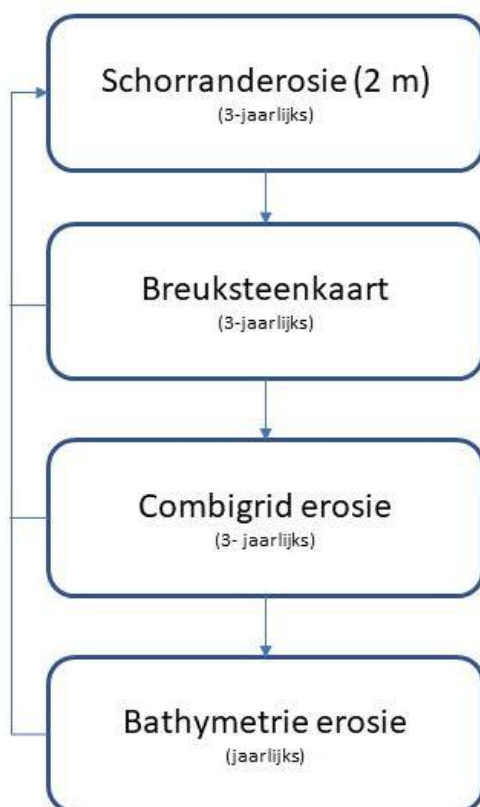 Schorranderosie (2 m)
(3-jaarlijks)
Breuksteenkaart
(3-jaarlijks)
Combigrid erosie
(3- jaarlijks)
Bathymetrie erosie
(jaarlijks)